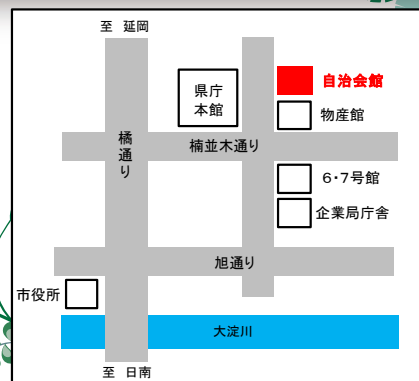 至 延岡
県庁
本館
自治会館
物産館
橘通り
楠並木通り
6・7号館
企業局庁舎
旭通り
市役所
大淀川
至 日南